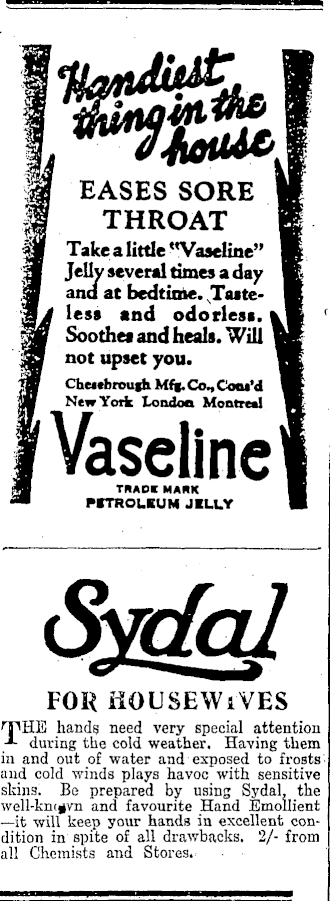 Handiest
thing in the
house
EASES SORE
THROAT
Take a little "Vaseline"
Jelly several times a day
and at bedtime. Taste-
less and odorless.
Soothes and heals. Will
not upset you.
Chesebrough Mfg. Co., Cons'd
New York London Montreal
Vaseline
TRADE MARK
PETROLEUM JELLY
Sydal
FOR HOUSEWIVES
THE hands need very special attention
during the cold weather. Having them
in and out of water and exposed to frosts
and cold winds plays havoc with sensitive
skins. Be prepared by using Sydal, the
well-known and favourite Hand Emollient
—it will keep your hands in excellent con-
dition in spite of all drawbacks. 2/- from
all Chemists and Stores.